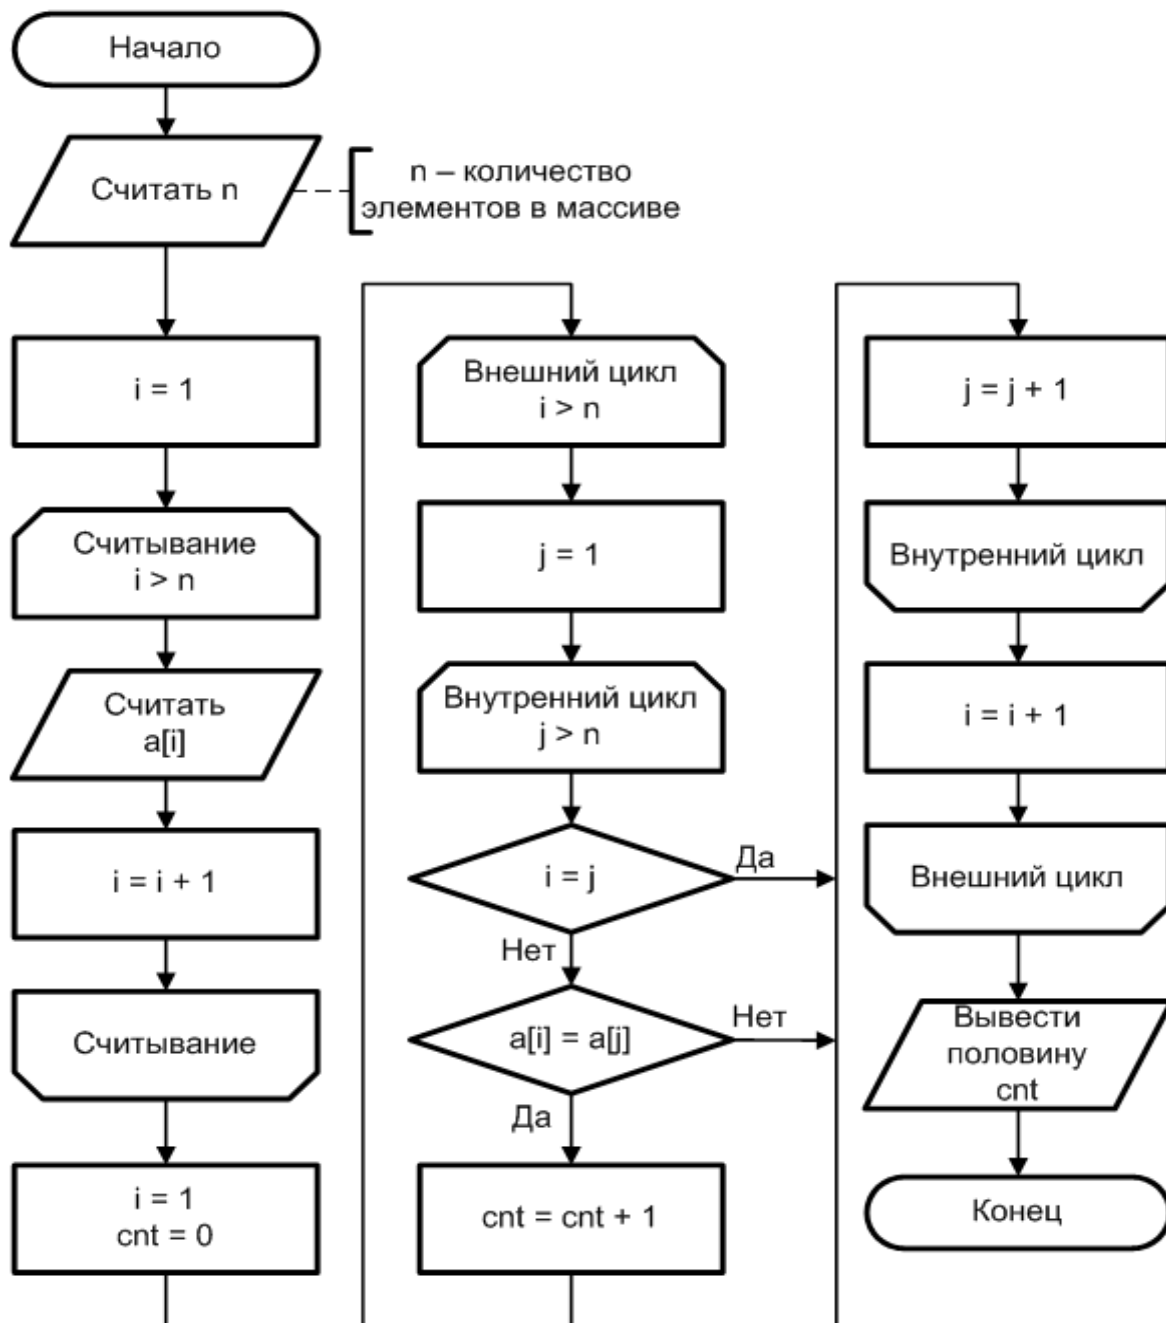 Начало
Считать n
n – количество
элементов в массиве
i = 1
Считывание
i > n
Считать
a[i]
i = i + 1
Считывание
i = 1
cnt = 0
Внешний цикл
i > n
j = 1
Внутренний цикл
j > n
i = j
Да
Нет
a[i] = a[j]
Нет
Да
cnt = cnt + 1
j = j + 1
Внутренний цикл
i = i + 1
Внешний цикл
Вывести
половину
cnt
Конец